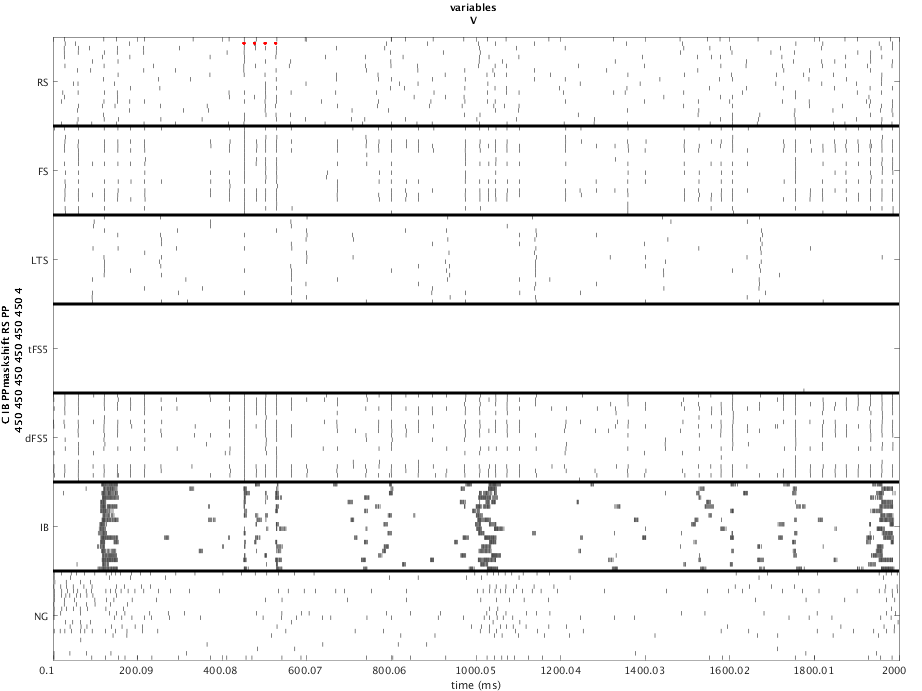 variables
V
RS
FS
LTS
tFS5
dFS5
IB
NG
C IB PPmaskshift RS PP
450 450 450 450 450 450 4
0.1 200.09 400.08 600.07 800.06 1000.05 1200.04 1400.03 1600.02 1800.01 2000
time (ms)